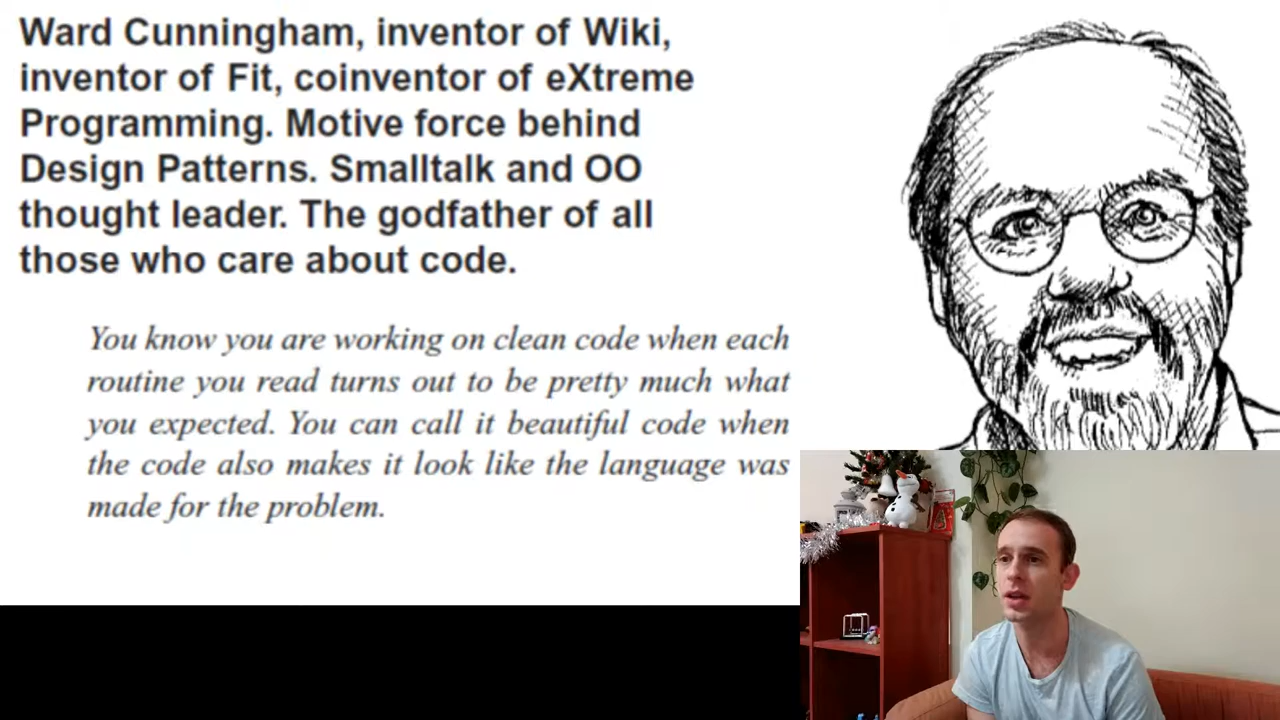 Ward Cunningham, inventor of Wiki,
inventor of Fit, coinventor of eXtreme
Programming. Motive force behind
Design Patterns. Smalltalk and OO
thought leader. The godfather of all
those who care about code.
You know you are working on clean code when each
routine you read turns out to be pretty much what
you expected. You can call it beautiful code when
the code also makes it look like the language was
made for the problem.